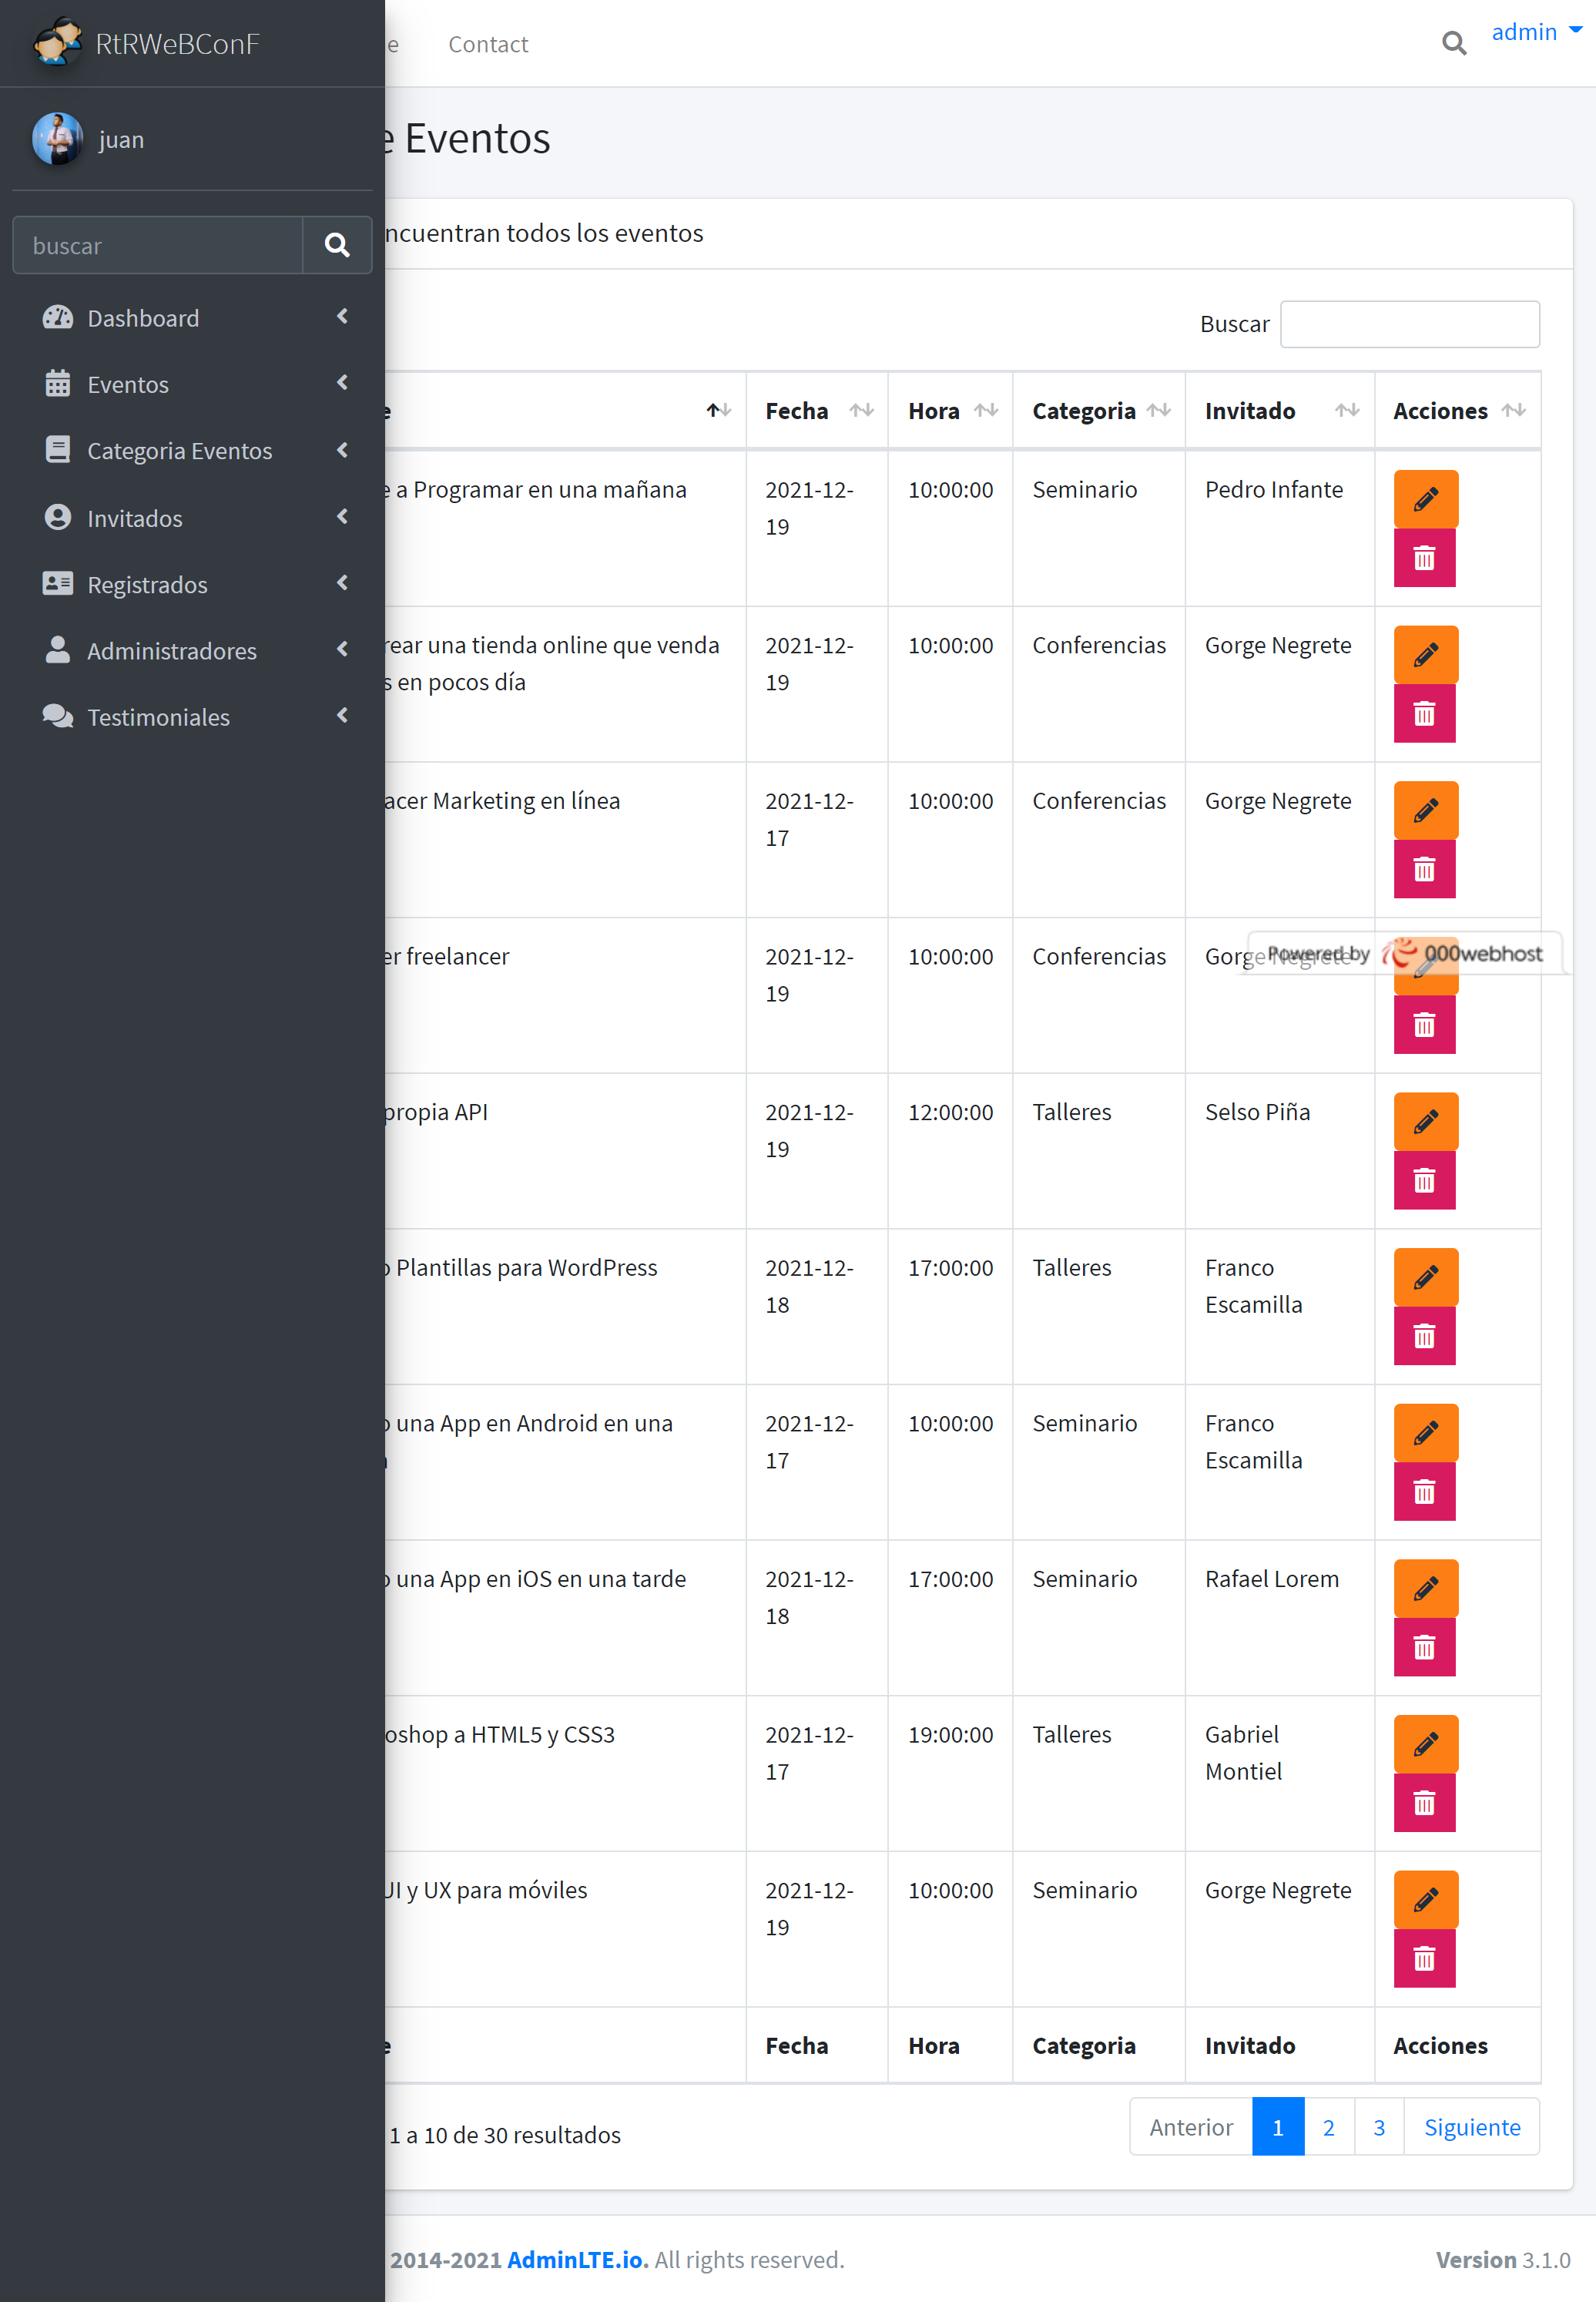 RtRWeBConF
e Contact
admin
juan
e Eventos
buscar
ncuentran todos los eventos
Dashboard
Eventos
Categoria Eventos
Invitados
Registrados
Administradores
Testimoniales
Buscar
e Fecha Hora Categoria Invitado Acciones
e a Programar en una mañana 2021-12-19 10:00:00 Seminario Pedro Infante
rear una tienda online que venda
s en pocos día 2021-12-19 10:00:00 Conferencias Gorge Negrete
acer Marketing en línea 2021-12-17 10:00:00 Conferencias Gorge Negrete
er freelancer 2021-12-19 10:00:00 Conferencias Gorge Negrete
Powered by 000webhost
propia API 2021-12-19 12:00:00 Talleres Selso Piña
o Plantillas para WordPress 2021-12-18 17:00:00 Talleres Franco Escamilla
o una App en Android en una 2021-12-17 10:00:00 Seminario Franco Escamilla
o una App en iOS en una tarde 2021-12-18 17:00:00 Seminario Rafael Lorem
oshop a HTML5 y CSS3 2021-12-17 19:00:00 Talleres Gabriel Montiel
UI y UX para móviles 2021-12-19 10:00:00 Seminario Gorge Negrete
e Fecha Hora Categoria Invitado Acciones
1 a 10 de 30 resultados
Anterior 1 2 3 Siguiente
2014-2021 AdminLTE.io. All rights reserved.
Version 3.1.0